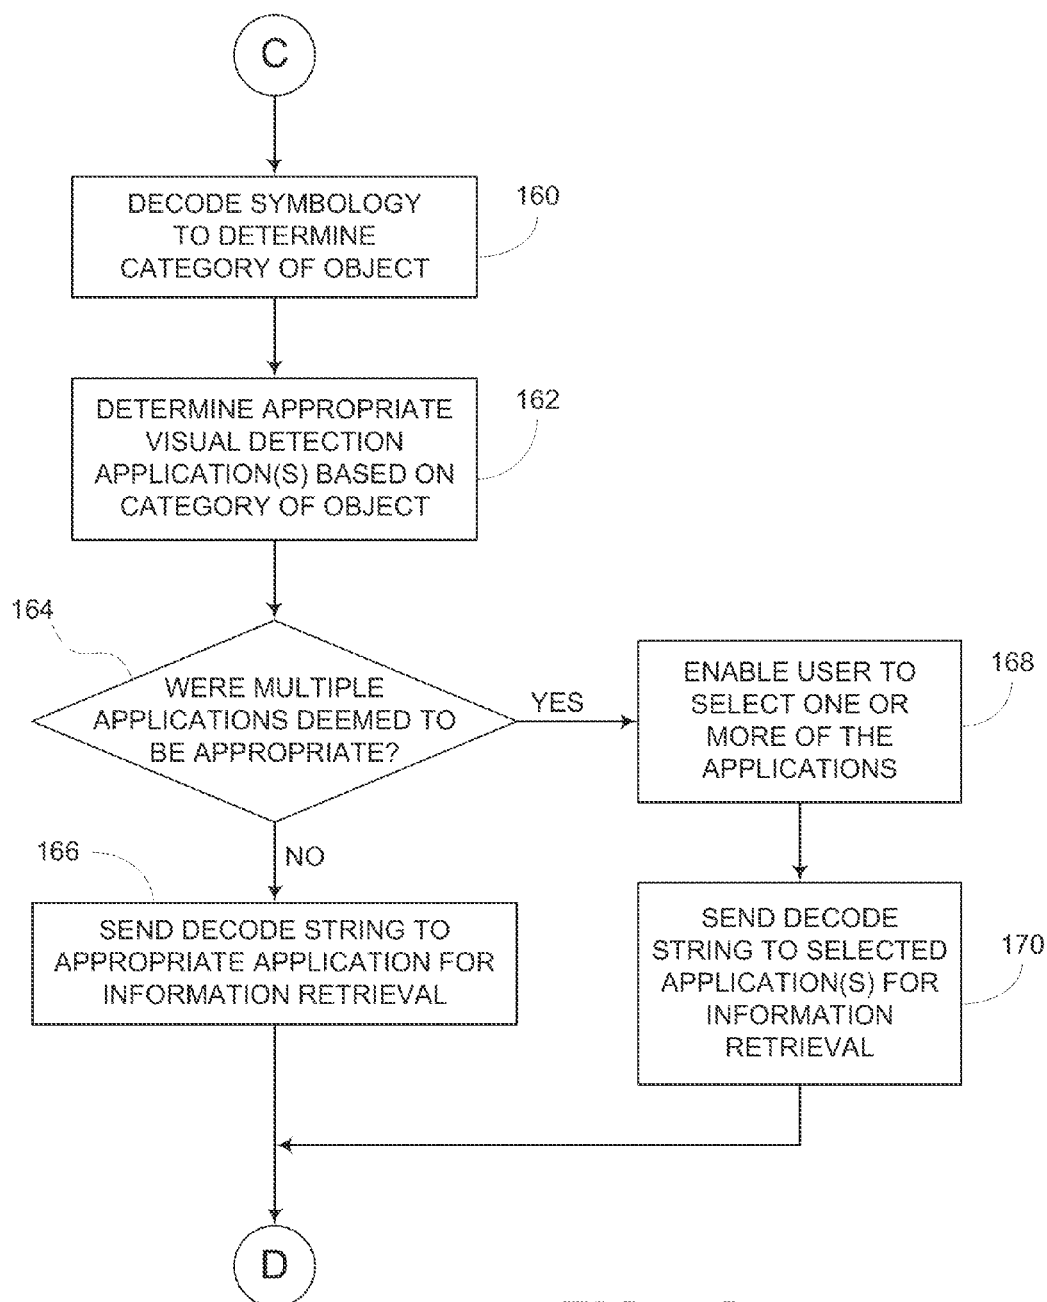 C
DECODE SYMBOLOGY
TO DETERMINE
CATEGORY OF OBJECT
160
DETERMINE APPROPRIATE
VISUAL DETECTION
APPLICATION(S) BASED ON
CATEGORY OF OBJECT
162
164
WERE MULTIPLE
APPLICATIONS DEEMED TO
BE APPROPRIATE?
YES
ENABLE USER TO
SELECT ONE OR
MORE OF THE
APPLICATIONS
168
NO
166
SEND DECODE STRING TO
APPROPRIATE APPLICATION FOR
INFORMATION RETRIEVAL
SEND DECODE
STRING TO SELECTED
APPLICATION(S) FOR
INFORMATION
RETRIEVAL
170
D